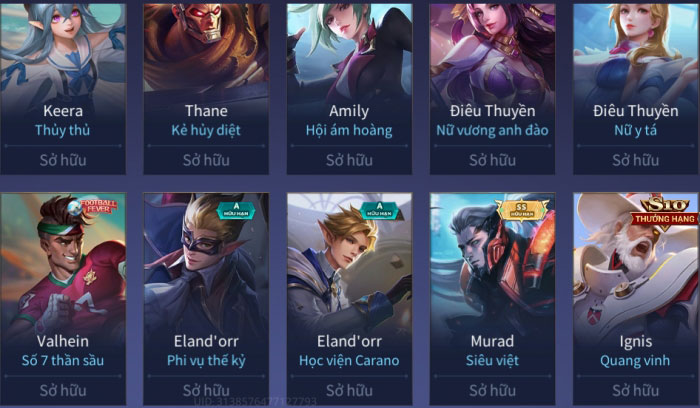 Keera Thane Amily Điêu Thuyền Điêu Thuyền
Thủy thủ Kẻ hủy diệt Hội ám hoàng Nữ vương anh đào Nữ y tá
Sở hữu Sở hữu Sở hữu Sở hữu Sở hữu
FOOTBALL FEVER A HỮU HẠN A HỮU HẠN SS HỮU HẠN S10 THƯỞNG HẠNG
Valhein Eland'orr Eland'orr Murad Ignis
Số 7 thần sầu Phi vụ thế kỷ Học viện Carano Siêu việt Quang vinh
Sở hữu Sở hữu Sở hữu Sở hữu Sở hữu
UID: 3138576477127793